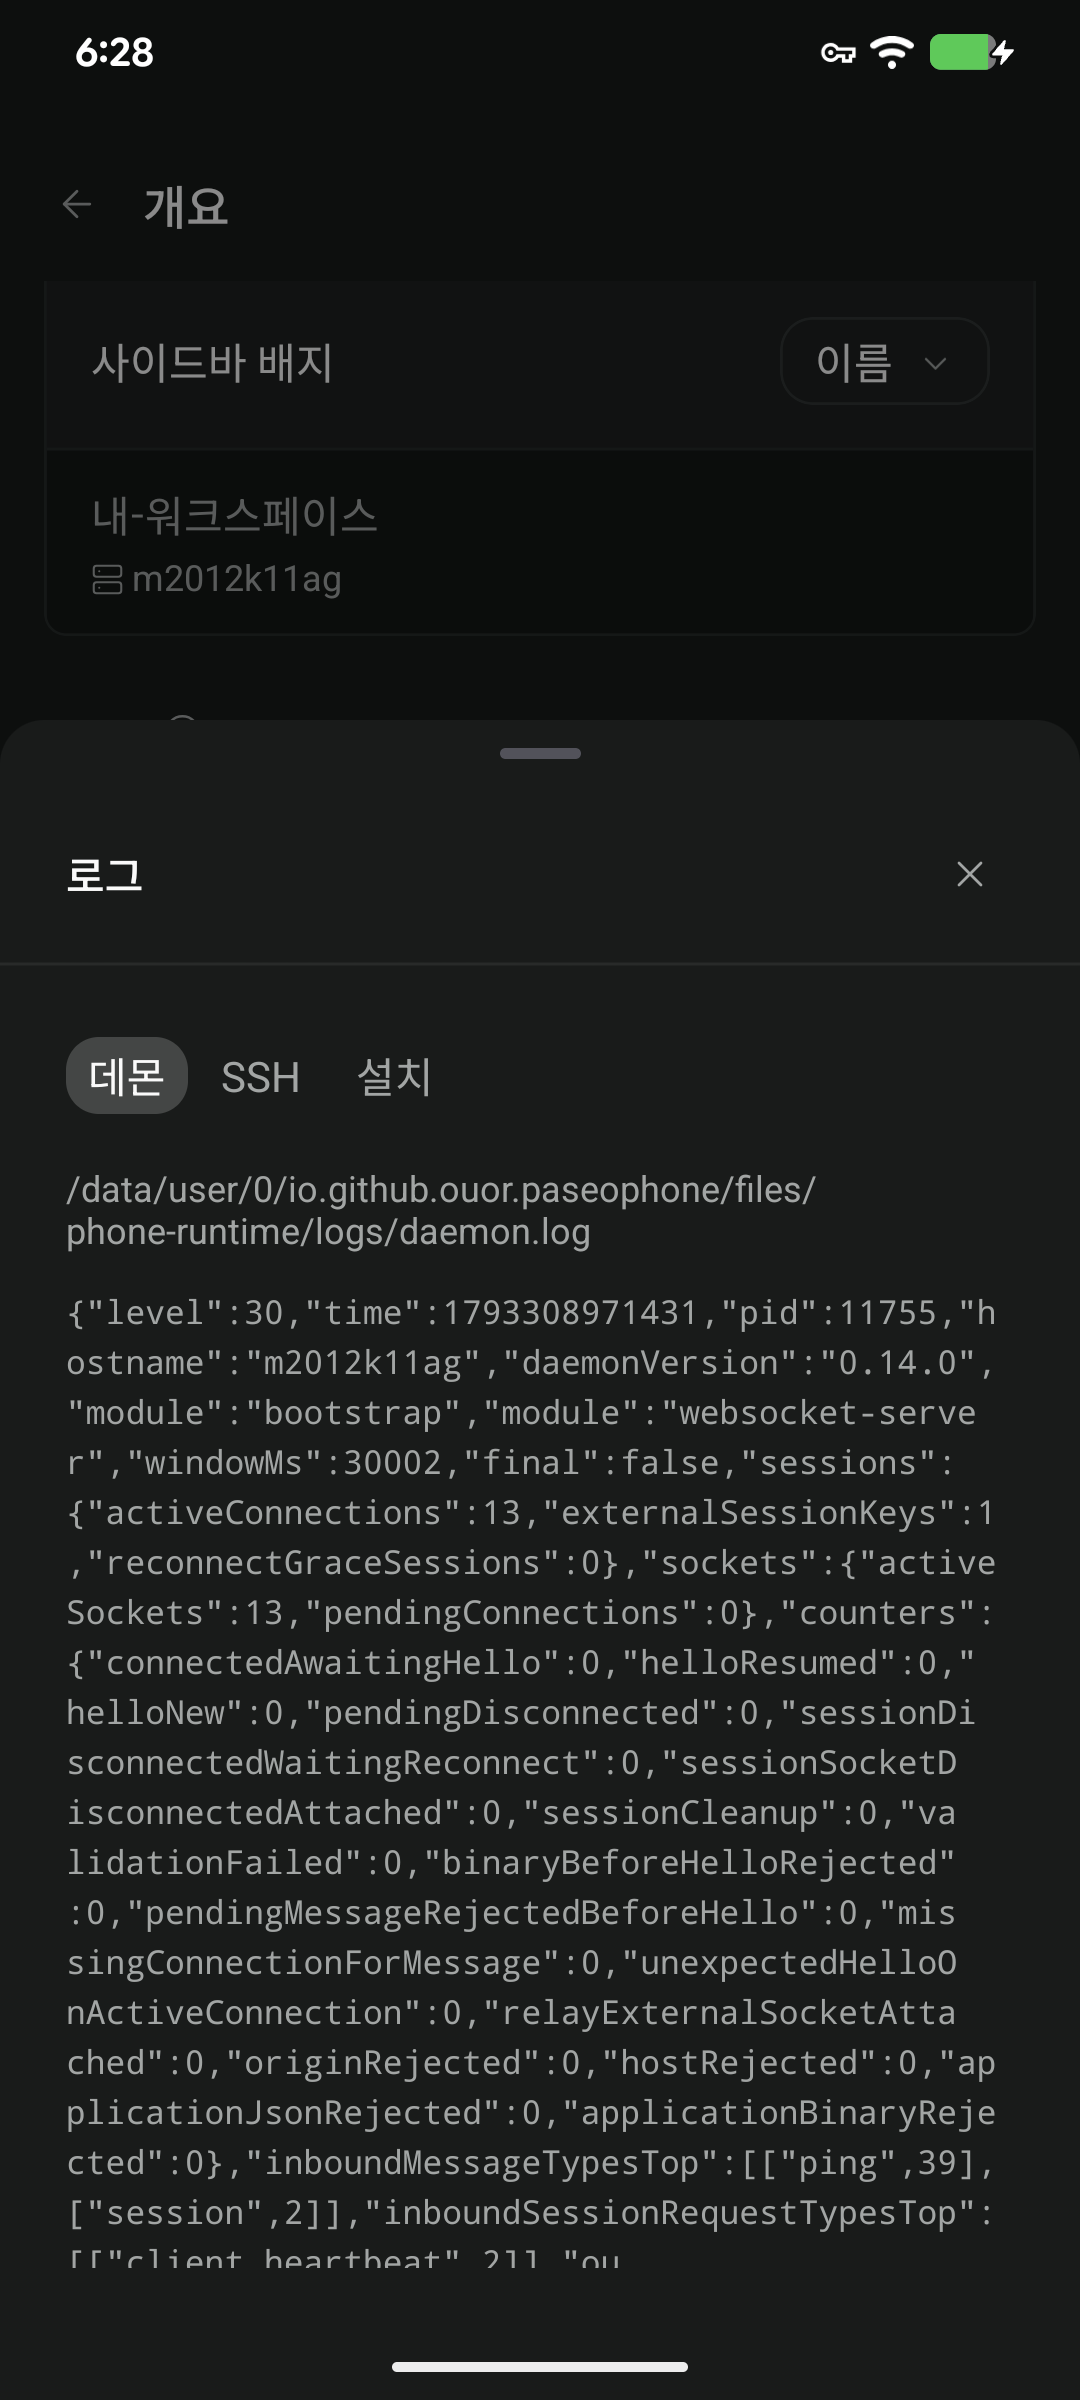 6:28
개요
사이드바 배지
이름
내-워크스페이스
m2012k11ag
로그
데몬 SSH 설치
/data/user/0/io.github.ouor.paseophone/files/
phone-runtime/logs/daemon.log
{"level":30,"time":1793308971431,"pid":11755,"h
ostname":"m2012k11ag","daemonVersion":"0.14.0",
"module":"bootstrap","module":"websocket-serve
r","windowMs":30002,"final":false,"sessions":
{"activeConnections":13,"externalSessionKeys":1
,"reconnectGraceSessions":0},"sockets":{"active
Sockets":13,"pendingConnections":0},"counters":
{"connectedAwaitingHello":0,"helloResumed":0,"
helloNew":0,"pendingDisconnected":0,"sessionDi
sconnectedWaitingReconnect":0,"sessionSocketD
isconnectedAttached":0,"sessionCleanup":0,"va
lidationFailed":0,"binaryBeforeHelloRejected"
:0,"pendingMessageRejectedBeforeHello":0,"mis
singConnectionForMessage":0,"unexpectedHelloO
nActiveConnection":0,"relayExternalSocketAtta
ched":0,"originRejected":0,"hostRejected":0,"ap
plicationJsonRejected":0,"applicationBinaryReje
cted":0},"inboundMessageTypesTop":[["ping",39],
["session",2]],"inboundSessionRequestTypesTop":
[["client_heartbeat",2]],"ou